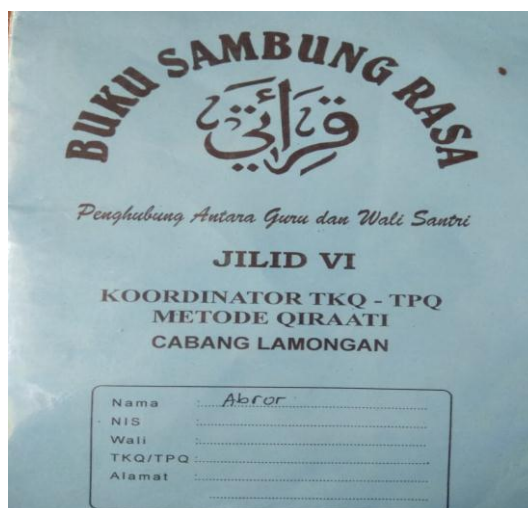 BUKU SAMBUNG RASA
قرائتي
Penghubung Antara Guru dan Wali Santri
JILID VI
KOORDINATOR TKQ - TPQ
METODE QIRAATI
CABANG LAMONGAN
Nama : Abror
NIS :
Wali :
TKQ/TPQ :
Alamat :